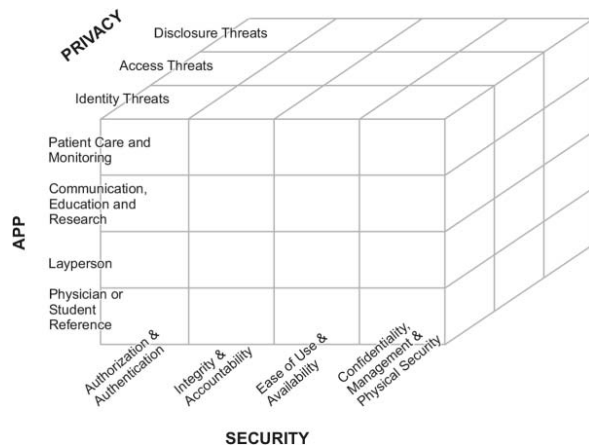 PRIVACY
Disclosure Threats
Access Threats
Identity Threats
APP
Patient Care and
Monitoring
Communication,
Education and
Research
Layperson
Physician or
Student
Reference
Authorization &
Authentication
Integrity &
Accountability
Ease of Use &
Availability
Confidentiality,
Management &
Physical Security
SECURITY